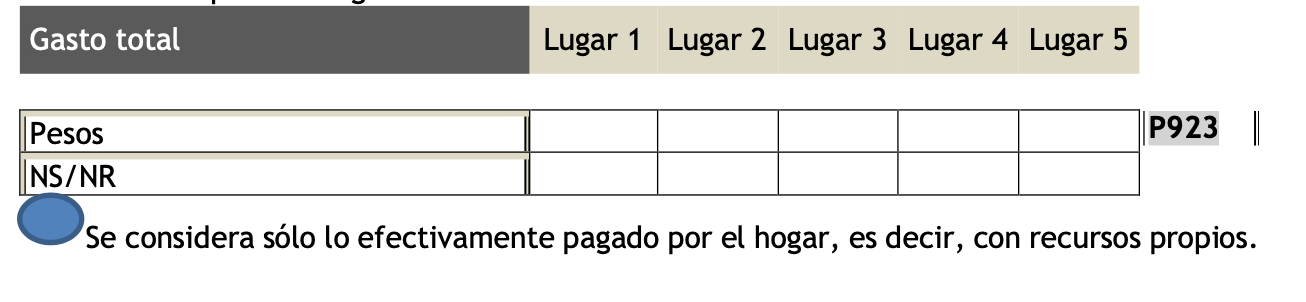 Gasto total Lugar 1 Lugar 2 Lugar 3 Lugar 4 Lugar 5
Pesos P923
NS/NR
Se considera sólo lo efectivamente pagado por el hogar, es decir, con recursos propios.